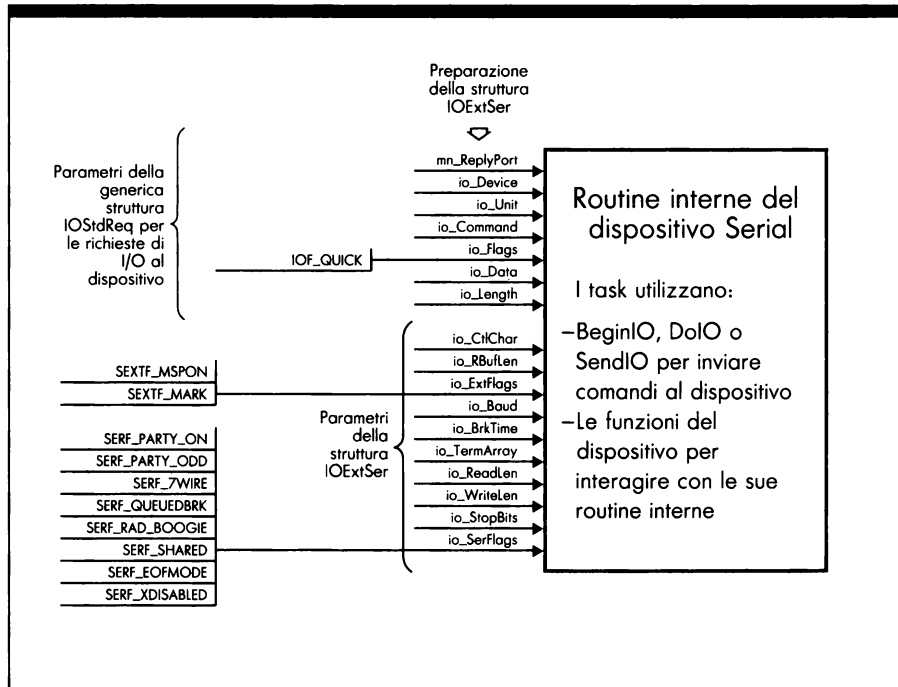 Preparazione
della struttura
IOExtSer
Parametri della
generica
struttura
IOStdReq per
le richieste di
I/O al
dispositivo
IOF_QUICK
mn_ReplyPort
io_Device
io_Unit
io_Command
io_Flags
io_Data
io_Length
SEXTF_MSPON
SEXTF_MARK
SERF_PARTY_ON
SERF_PARTY_ODD
SERF_7WIRE
SERF_QUEUEDBRK
SERF_RAD_BOOGIE
SERF_SHARED
SERF_EOFMODE
SERF_XDISABLED
Parametri
della
struttura
IOExtSer
io_CtlChar
io_RBufLen
io_ExtFlags
io_Baud
io_BrkTime
io_TermArray
io_ReadLen
io_WriteLen
io_StopBits
io_SerFlags
Routine interne del
dispositivo Serial
I task utilizzano:
–BeginIO, DoIO o
SendIO per inviare
comandi al dispositivo
–Le funzioni del
dispositivo per
interagire con le sue
routine interne